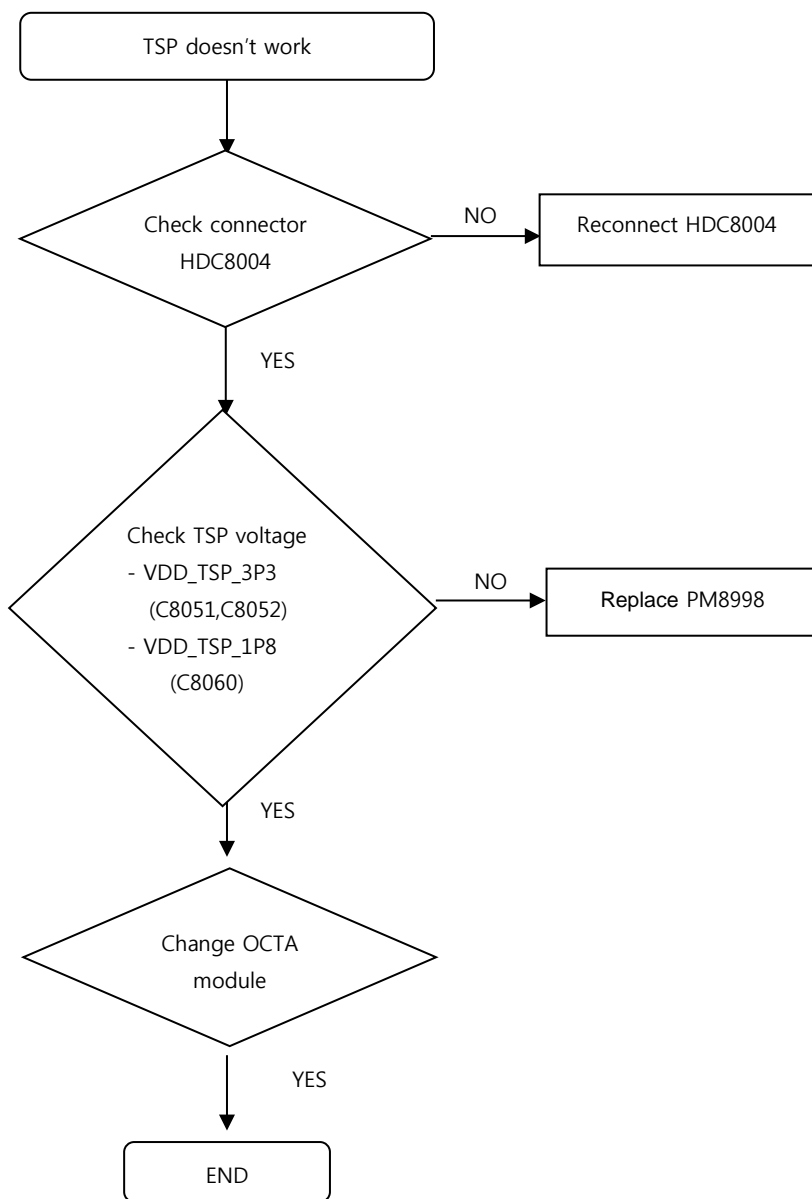 TSP doesn't work
Check connector
HDC8004
NO
Reconnect HDC8004
YES
Check TSP voltage
- VDD_TSP_3P3
(C8051,C8052)
- VDD_TSP_1P8
(C8060)
NO
Replace PM8998
YES
Change OCTA
module
YES
END